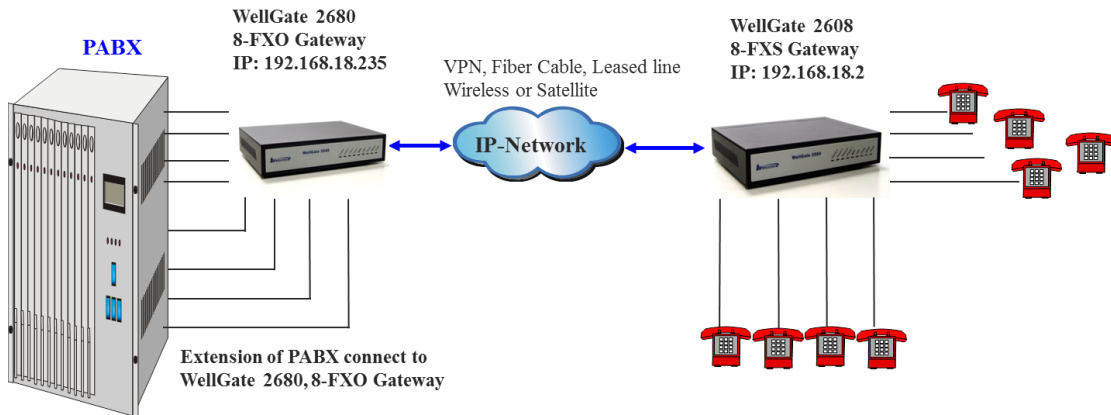 PABX
WellGate 2680
8-FXO Gateway
IP: 192.168.18.235
VPN, Fiber Cable, Leased line
Wireless or Satellite
IP-Network
WellGate 2608
8-FXS Gateway
IP: 192.168.18.2
Extension of PABX connect to
WellGate 2680, 8-FXO Gateway